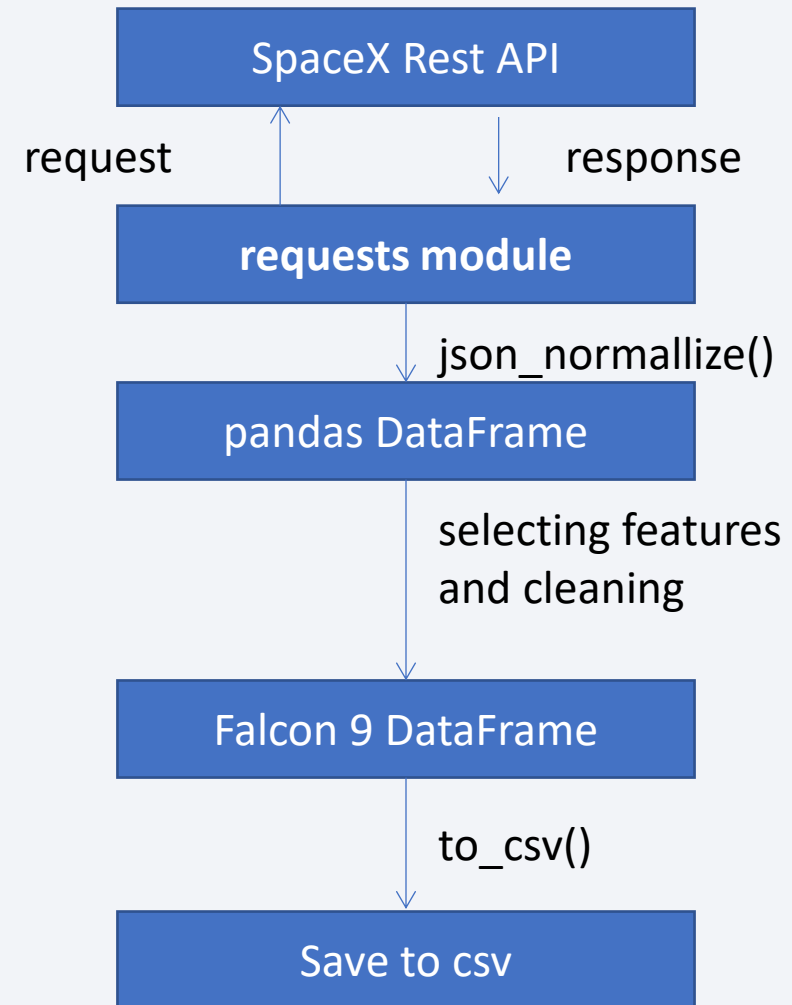 SpaceX Rest API
request
response
requests module
json_normallize()
pandas DataFrame
selecting features
and cleaning
Falcon 9 DataFrame
to_csv()
Save to csv